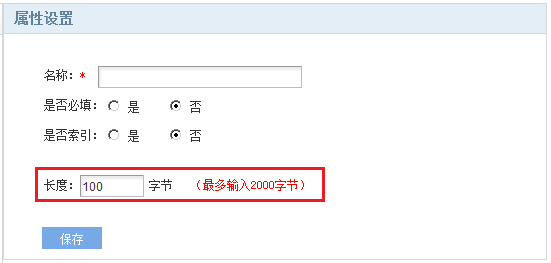 属性设置
名称：*
是否必填： 是 否
是否索引： 是 否
长度： 100 字节 （最多输入2000字节）
保存